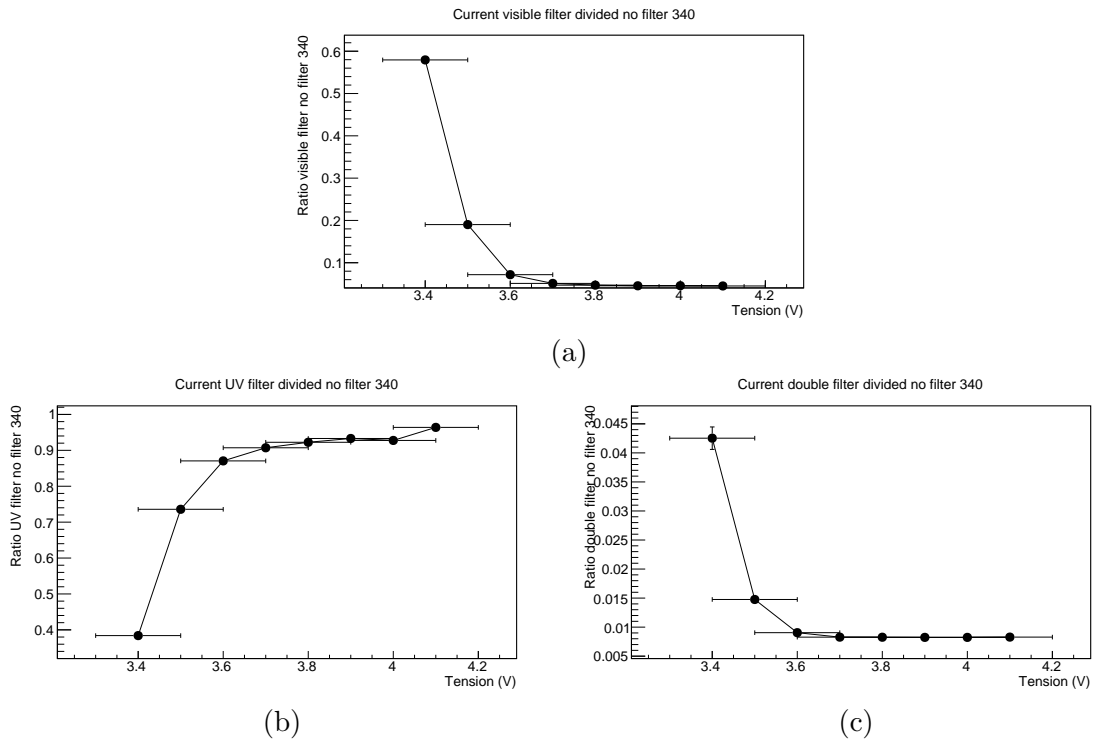 Current visible filter divided no filter 340
Ratio visible filter no filter 340
0.6
0.5
0.4
0.3
0.2
0.1
3.4 3.6 3.8 4 4.2
Tension (V)
(a)
Current UV filter divided no filter 340
Ratio UV filter no filter 340
1
0.9
0.8
0.7
0.6
0.5
0.4
3.4 3.6 3.8 4 4.2
Tension (V)
(b)
Current double filter divided no filter 340
Ratio double filter no filter 340
0.045
0.04
0.035
0.03
0.025
0.02
0.015
0.01
0.005
3.4 3.6 3.8 4 4.2
Tension (V)
(c)